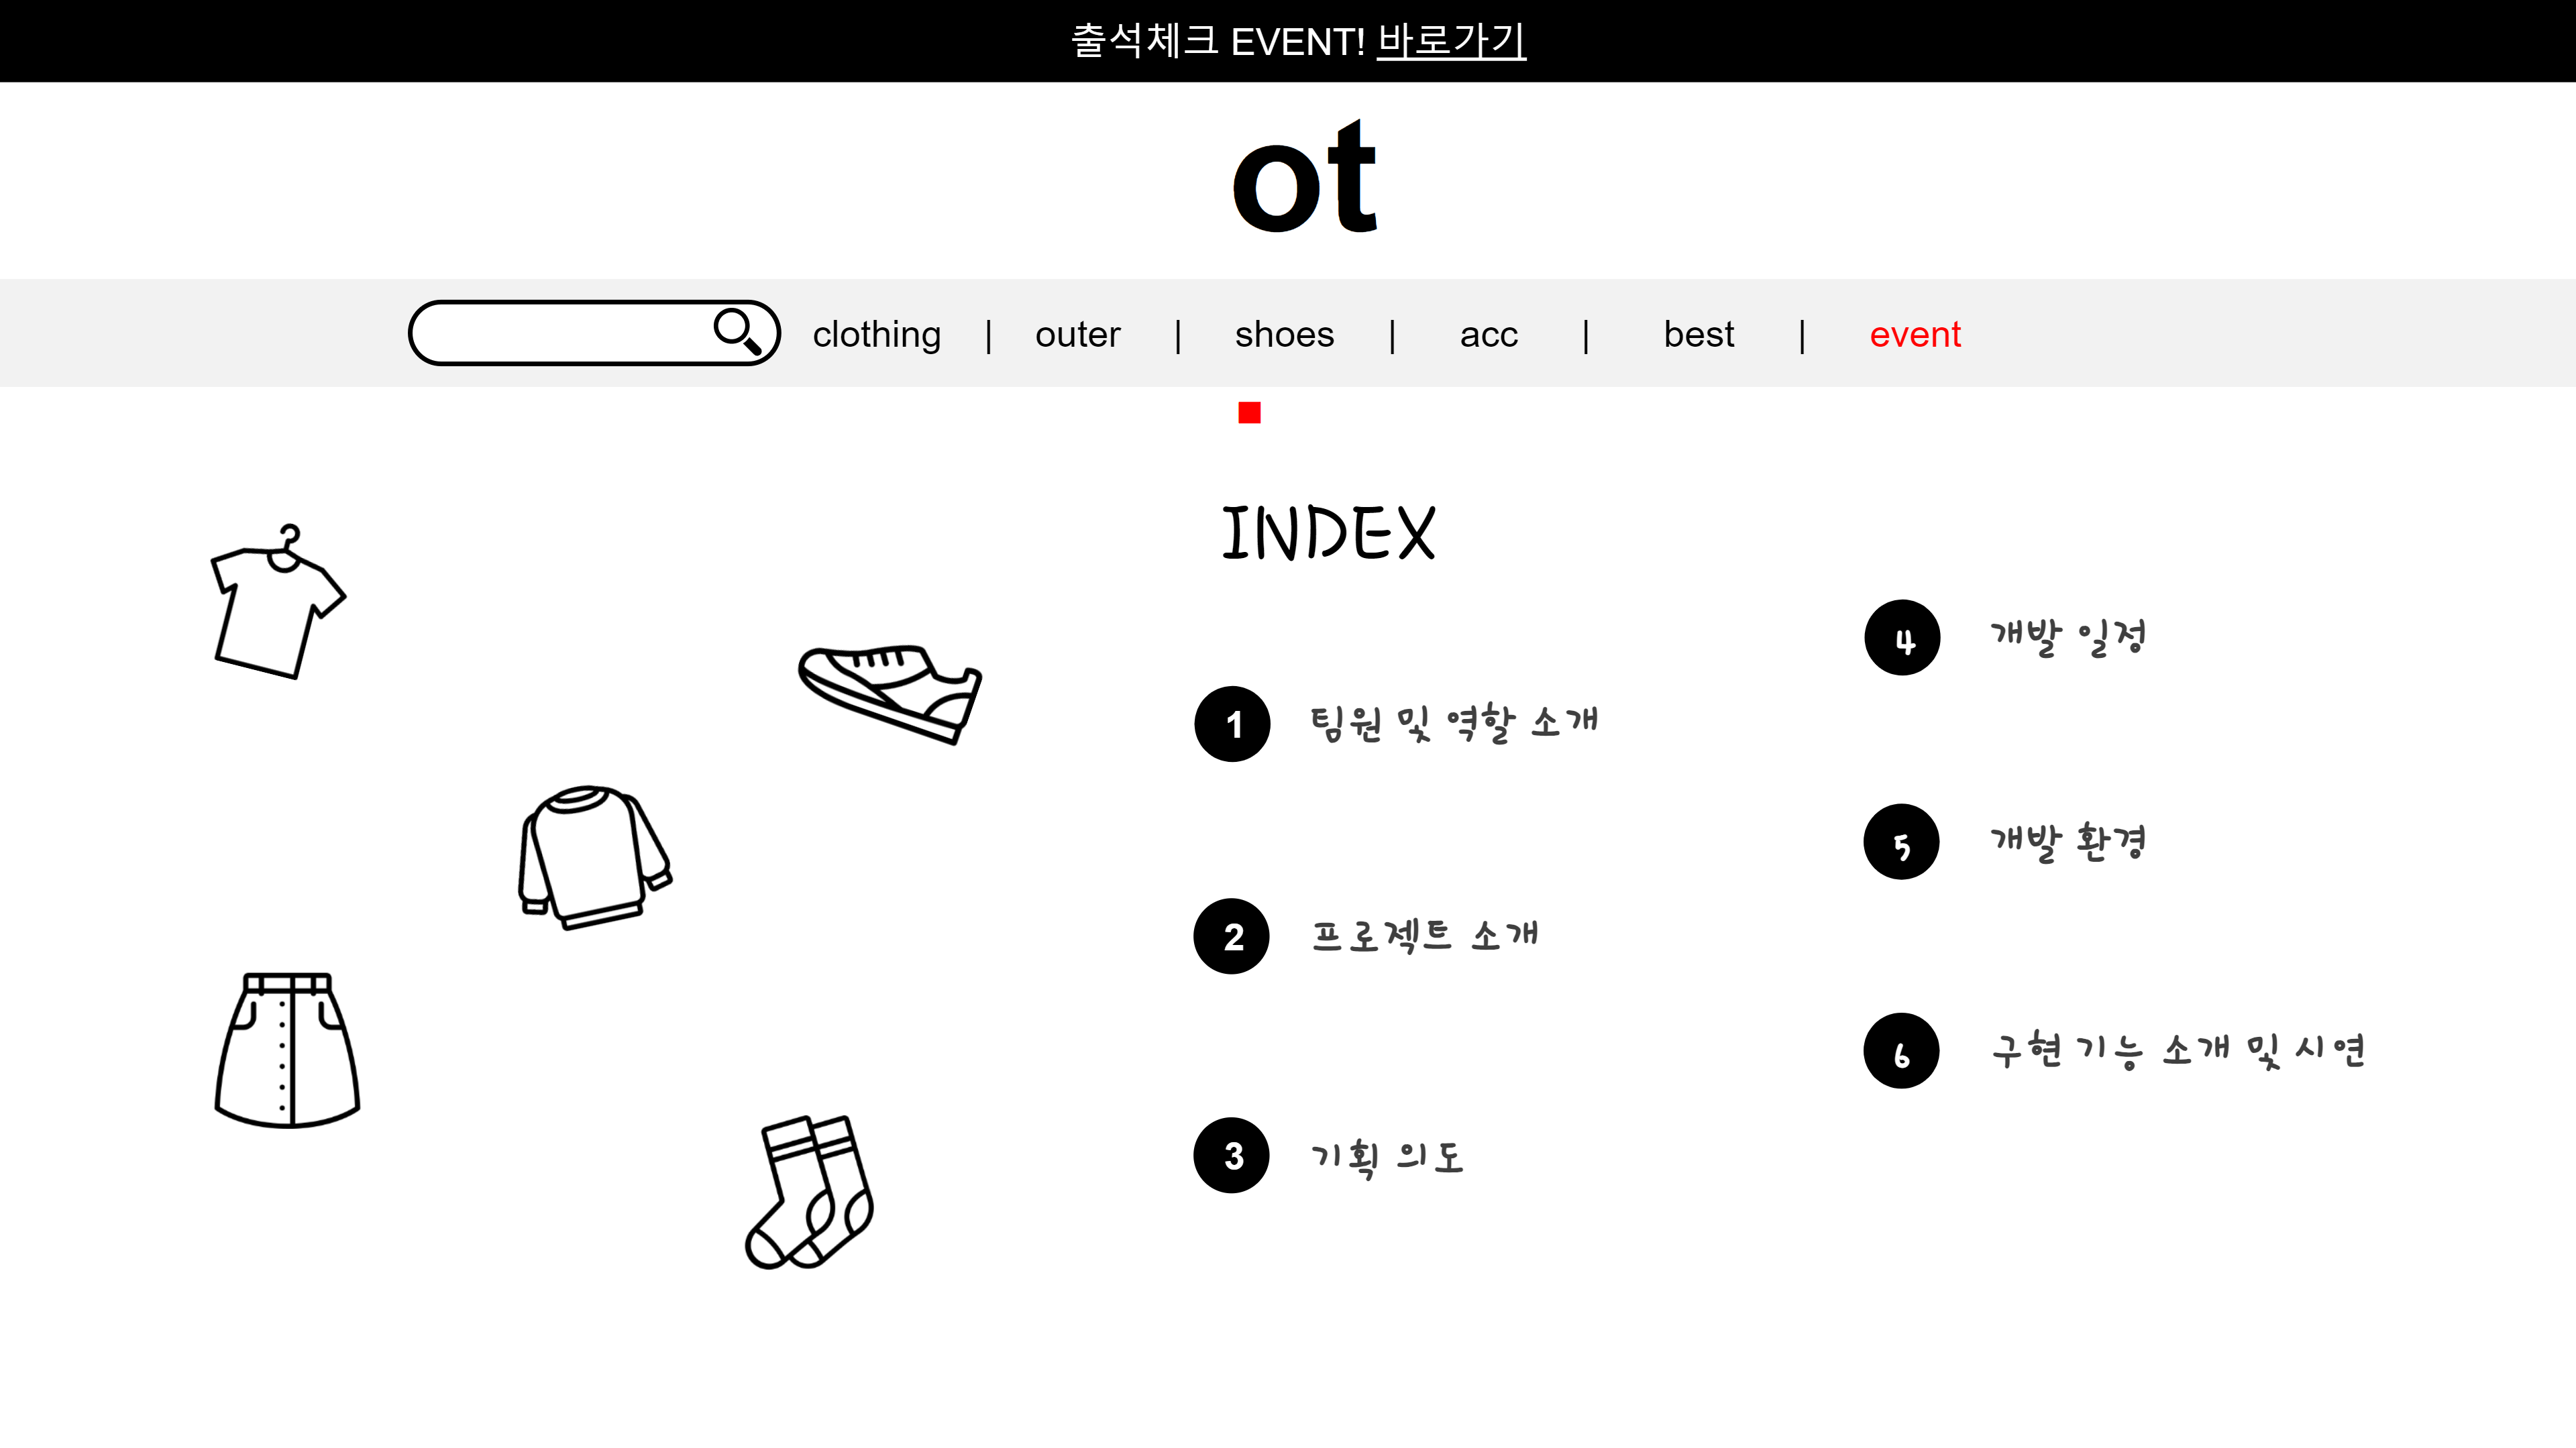 출석체크 EVENT! 바로가기
ot
clothing | outer | shoes | acc | best | event
INDEX
1 팀원 및 역할 소개
2 프로젝트 소개
3 기획 의도
4 개발 일정
5 개발 환경
6 구현 기능 소개 및 시연